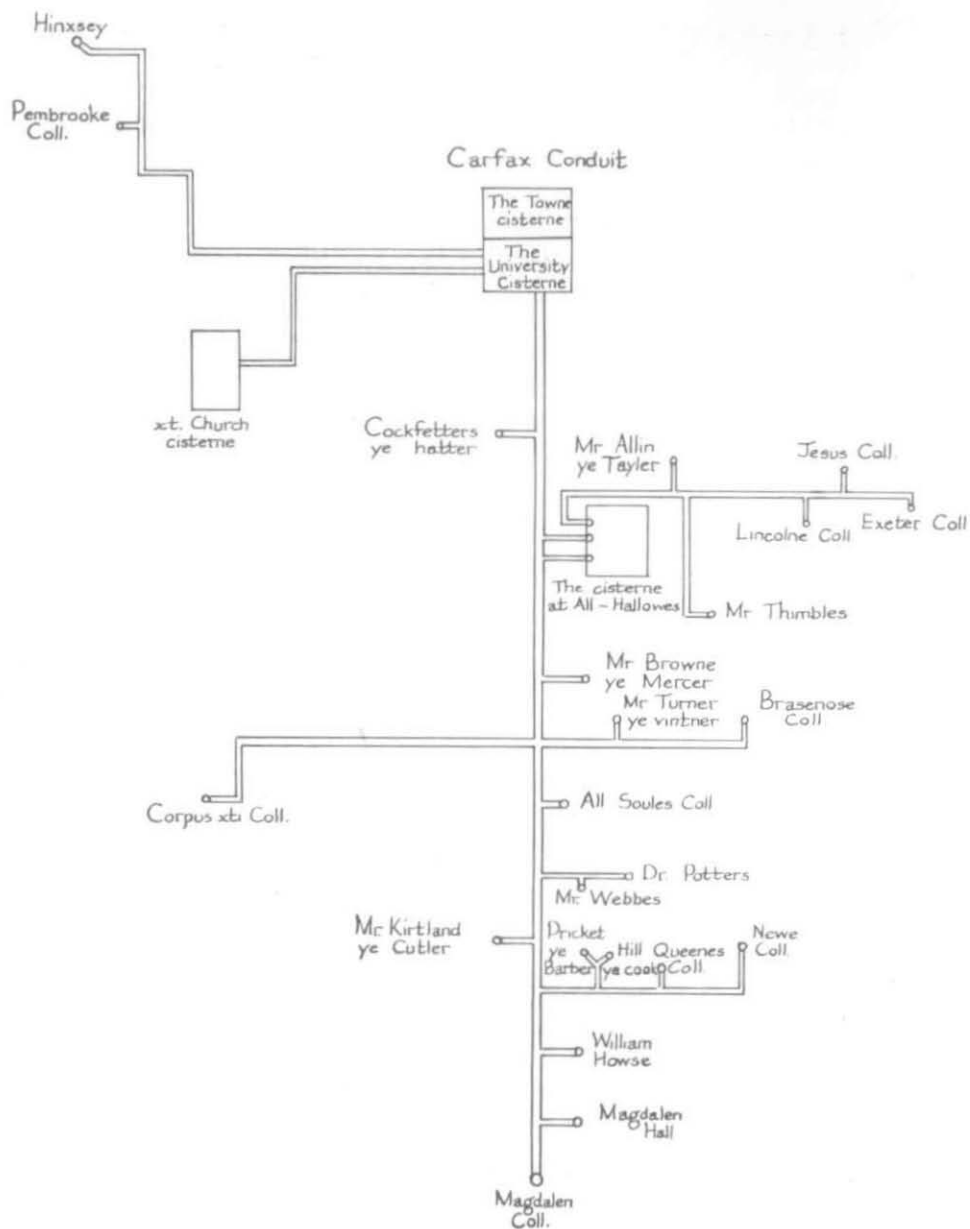 Hinxsey
Pembrooke
Coll.
Carfax Conduit
The Towne
cisterne
The
University
Cisterne
xt. Church
cisterne
Cockfetters
ye hatter
Mr Allin
ye Tayler
Jesus Coll.
Lincolne Coll
Exeter Coll
The cisterne
at All-Hallowes
Mr Thimbles
Mr Browne
ye Mercer
Mr Turner
ye vintner
Brasenose
Coll
Corpus xti Coll.
All Soules Coll
Dr. Potters
Mr. Webbes
Mr. Kirtland
ye Cutler
Pricket
ye
Barber
Hill
ye cook
Queenes
Coll.
Newe
Coll.
William
Howse
Magdalen
Hall
Magdalen
Coll.